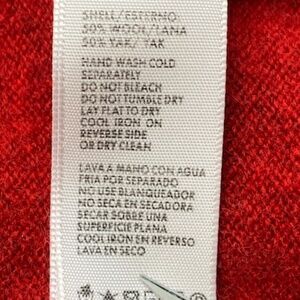 SHELL/ESTERNO
50% WOOL/LANA
50% YAK/YAK
HAND WASH COLD
SEPARATELY
DO NOT BLEACH
DO NOT TUMBLE DRY
LAY FLAT TO DRY
COOL IRON ON
REVERSE SIDE
OR DRY CLEAN
LAVA A MANO CON AGUA
FRIA POR SEPARADO
NO USE BLANQUEADOR
NO SECA EN SECADORA
SECAR SOBRE UNA
SUPERFICIE PLANA
COOL IRON EN REVERSO
LAVA EN SECO